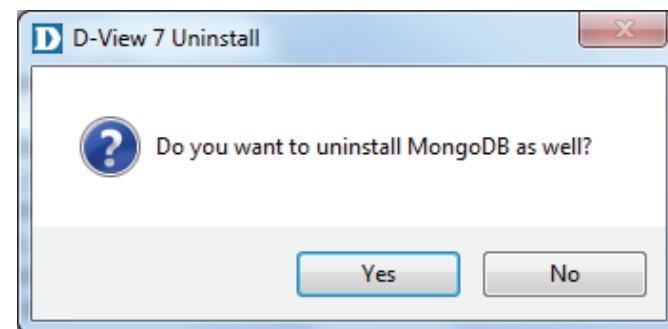 D-View 7 Uninstall
Do you want to uninstall MongoDB as well?
Yes
No